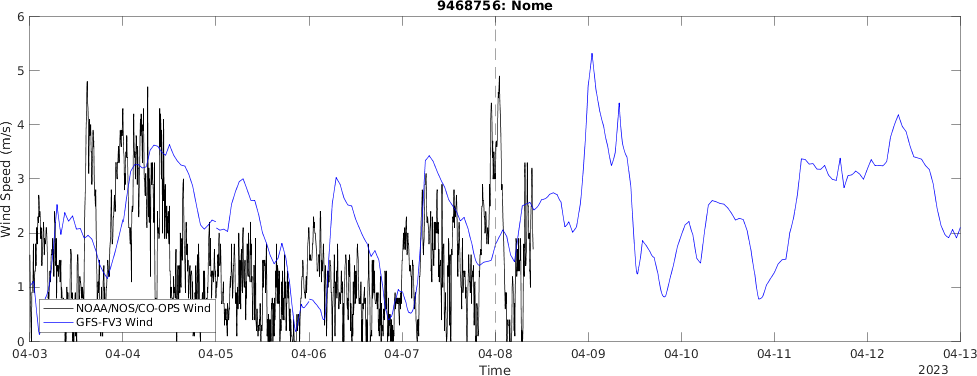 9468756: Nome
6
5
4
3
2
1
0
Wind Speed (m/s)
NOAA/NOS/CO-OPS Wind
GFS-FV3 Wind
04-03 04-04 04-05 04-06 04-07 04-08 04-09 04-10 04-11 04-12 04-13
Time
2023